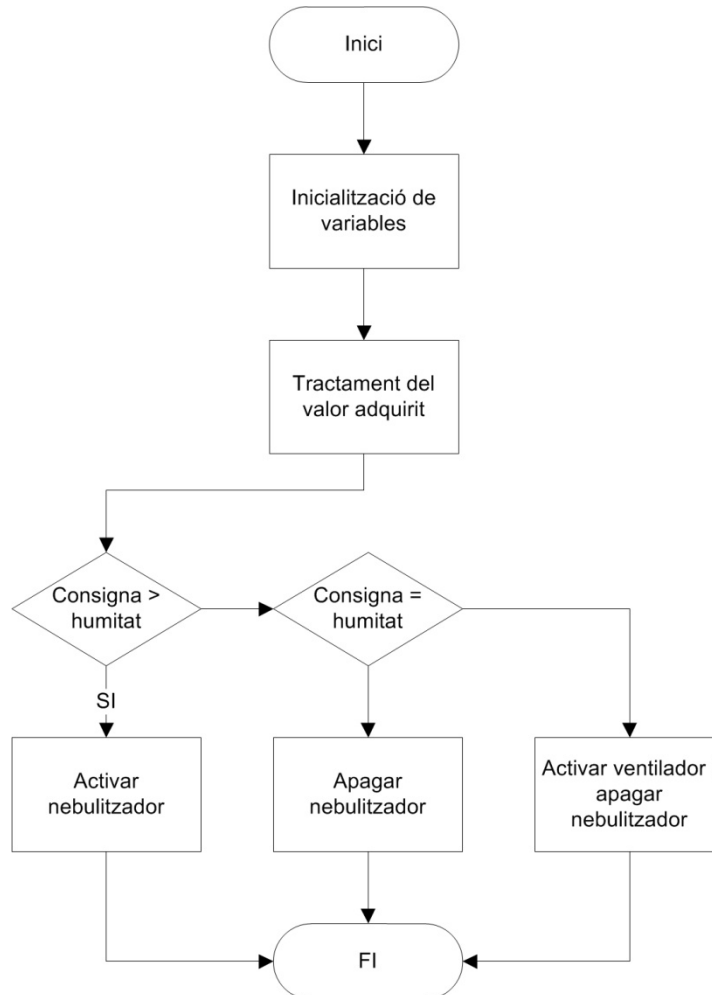 Inici
Inicialització de
variables
Tractament del
valor adquirit
Consigna >
humitat
Consigna =
humitat
SI
Activar
nebulitzador
Apagar
nebulitzador
Activar ventilador
apagar
nebulitzador
FI